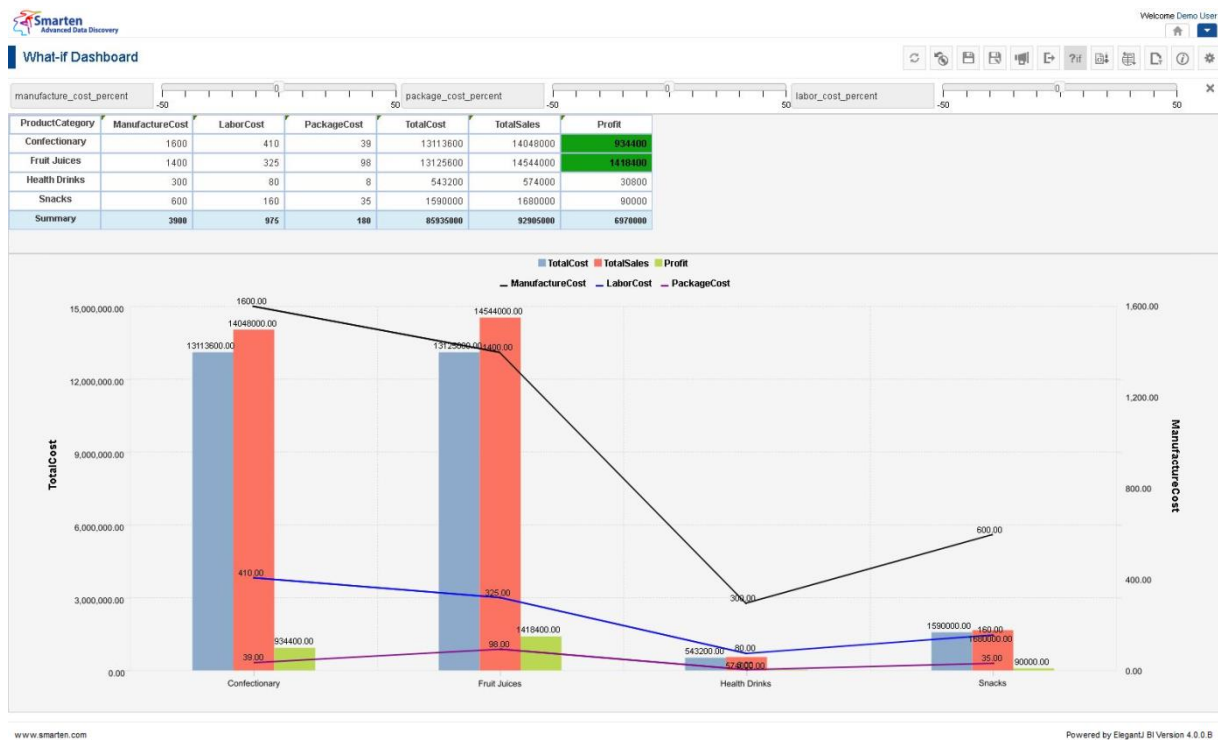 Smarten
Advanced Data Discovery
Welcome Demo User
What-if Dashboard
?if
manufacture_cost_percent -50 0 50 package_cost_percent -50 0 50 labor_cost_percent -50 0 50
ProductCategory ManufactureCost LaborCost PackageCost TotalCost TotalSales Profit
Confectionary 1600 410 39 13113600 14048000 934400
Fruit Juices 1400 325 98 13125600 14544000 1418400
Health Drinks 300 80 8 543200 574000 30800
Snacks 600 160 35 1590000 1680000 90000
Summary 3900 975 180 85935000 92905000 6970000
TotalCost TotalSales Profit
ManufactureCost LaborCost PackageCost
15,000,000.00
12,000,000.00
9,000,000.00
6,000,000.00
3,000,000.00
0.00
TotalCost
1600.00
14048000.00
13113600.00
410.00
934400.00
39.00
14544000.00
13125600.00
1400.00
325.00
1418400.00
98.00
300.00
80.00
543200.00
600.00
1590000.00
160.00
1680000.00
35.00
90000.00
1,600.00
1,200.00
800.00
400.00
0.00
ManufactureCost
Confectionary Fruit Juices Health Drinks Snacks
www.smarten.com
Powered by ElegantJ BI Version 4.0.0.B